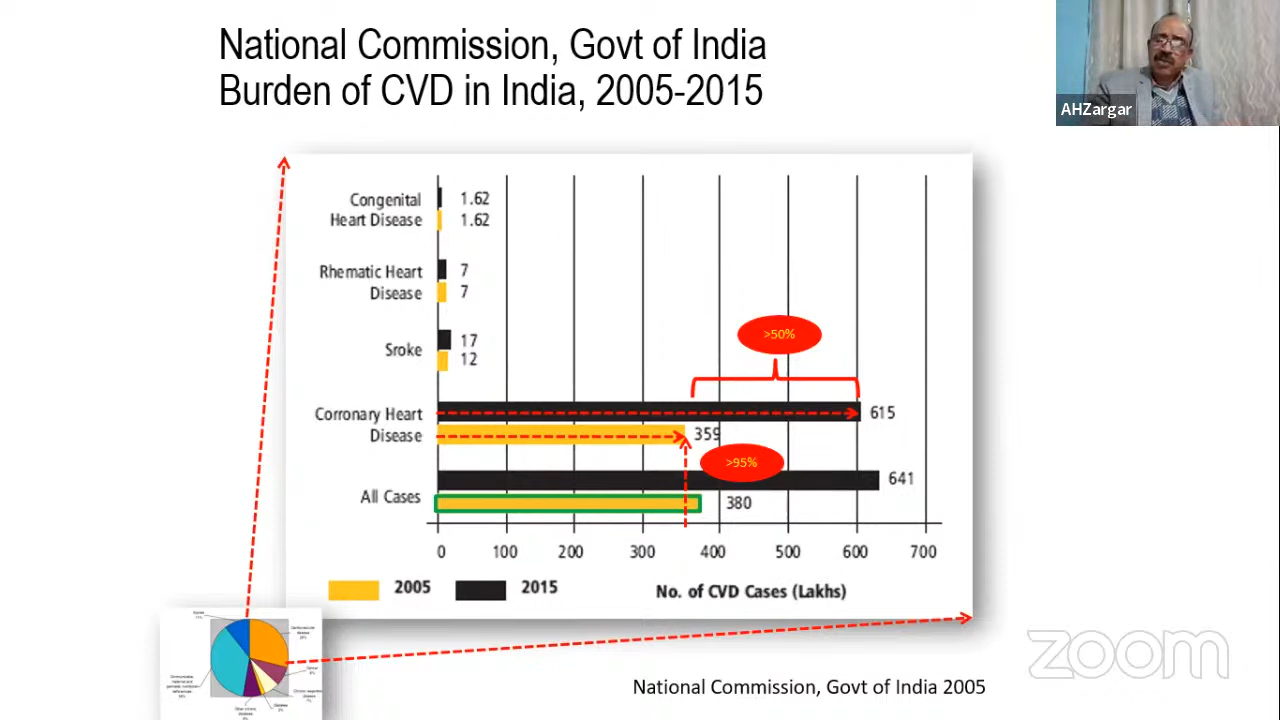 National Commission, Govt of India
Burden of CVD in India, 2005-2015
AHZargar
Congenital
Heart Disease
1.62
1.62
Rhematic Heart
Disease
7
7
Sroke
17
12
>50%
Corronary Heart
Disease
615
359
>95%
All Cases
641
380
0 100 200 300 400 500 600 700
2005 2015 No. of CVD Cases (Lakhs)
zoom
National Commission, Govt of India 2005